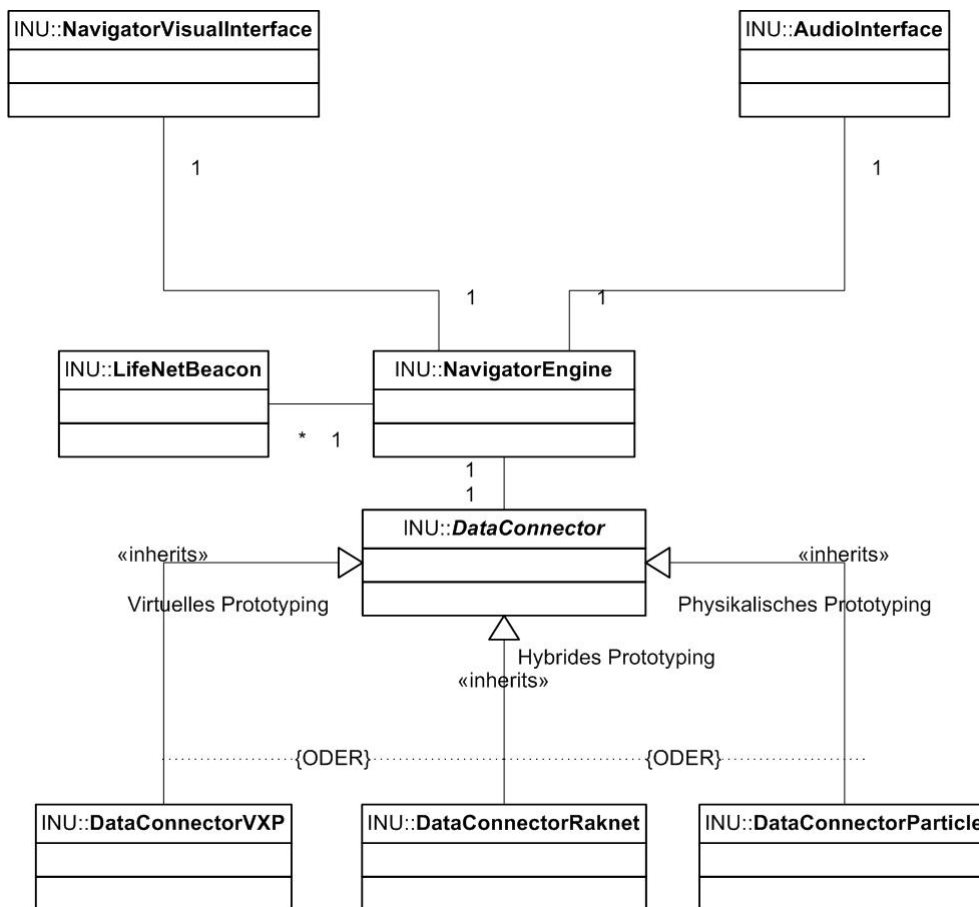 INU::NavigatorVisualInterface
INU::AudioInterface
1
1
1
1
INU::LifeNetBeacon
INU::NavigatorEngine
* 1
1
1
INU::DataConnector
«inherits»
«inherits»
Virtuelles Prototyping
Physikalisches Prototyping
Hybrides Prototyping
«inherits»
{ODER}
{ODER}
INU::DataConnectorVXP
INU::DataConnectorRaknet
INU::DataConnectorParticle